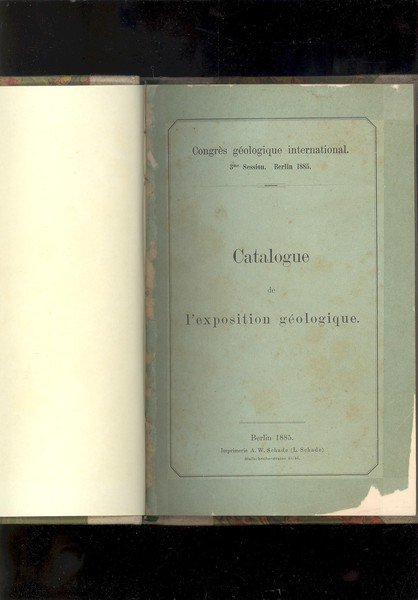 Congrès géologique international.
3me Session. Berlin 1885.
Catalogue
de
l'exposition géologique.
Berlin 1885.
Imprimerie A. W. Schade (L. Schade)